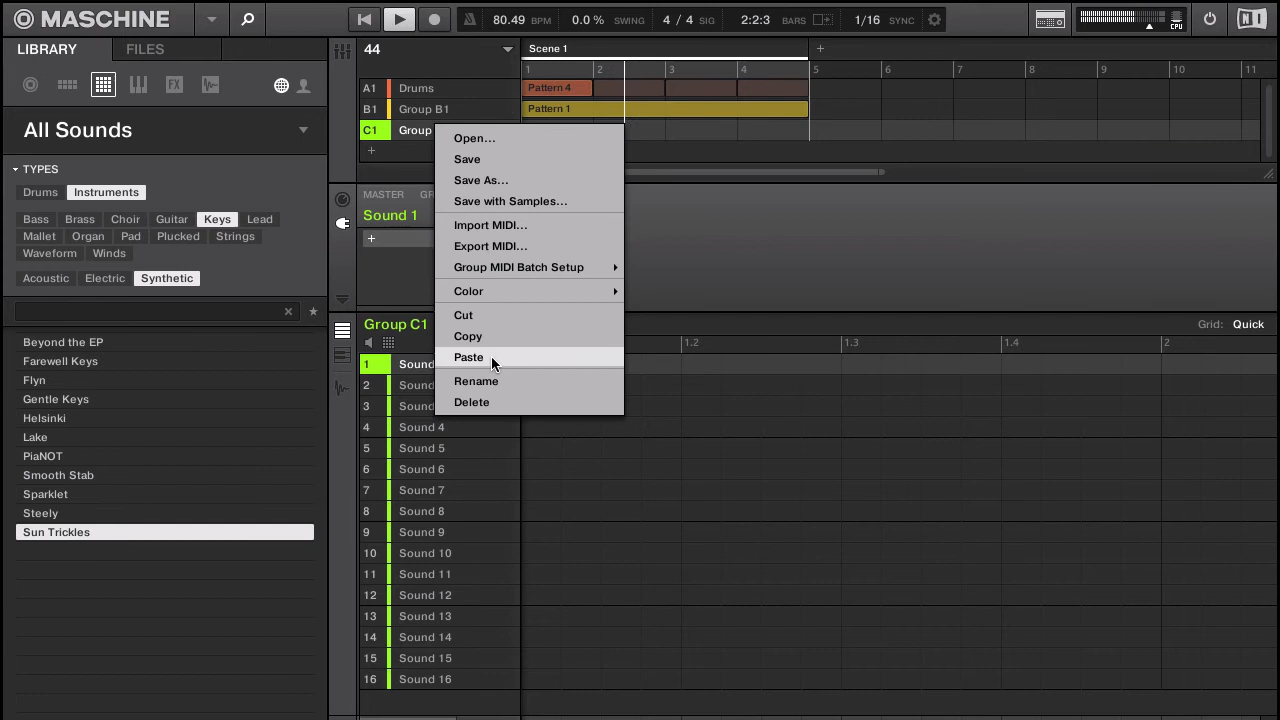 MASCHINE
80.49 BPM 0.0 % SWING 4 / 4 SIG 2:2:3 BARS 1/16 SYNC
CPU
LIBRARY FILES
44
Scene 1
1 2 3 4 5 6 7 8 9 10 11
A1 Drums Pattern 4
B1 Group B1 Pattern 1
C1 Group
All Sounds
TYPES
Drums Instruments
Bass Brass Choir Guitar Keys Lead
Mallet Organ Pad Plucked Strings
Waveform Winds
Acoustic Electric Synthetic
Beyond the EP
Farewell Keys
Flyn
Gentle Keys
Helsinki
Lake
PiaNOT
Smooth Stab
Sparklet
Steely
Sun Trickles
MASTER GR
Sound 1
Open...
Save
Save As...
Save with Samples...
Import MIDI...
Export MIDI...
Group MIDI Batch Setup
Color
Cut
Copy
Paste
Rename
Delete
Group C1
Grid: Quick
1.2 1.3 1.4 2
1 Sound
2 Sound
3 Sound
4 Sound 4
5 Sound 5
6 Sound 6
7 Sound 7
8 Sound 8
9 Sound 9
10 Sound 10
11 Sound 11
12 Sound 12
13 Sound 13
14 Sound 14
15 Sound 15
16 Sound 16